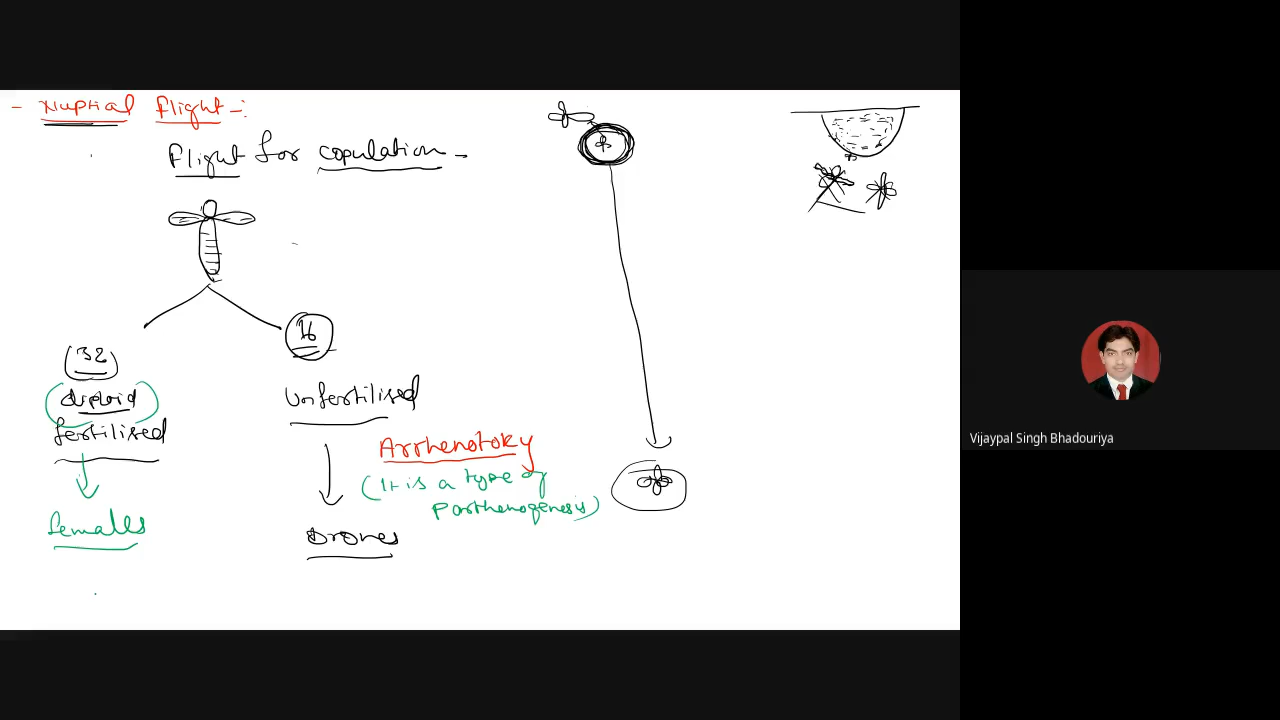 - Nuptial flight -:
flight for copulation -
32
diploid
fertilised
females
16
Unfertilised
Arrhenotoky
(It is a type of
Parthenogenesis)
Drones
Vijaypal Singh Bhadouriya